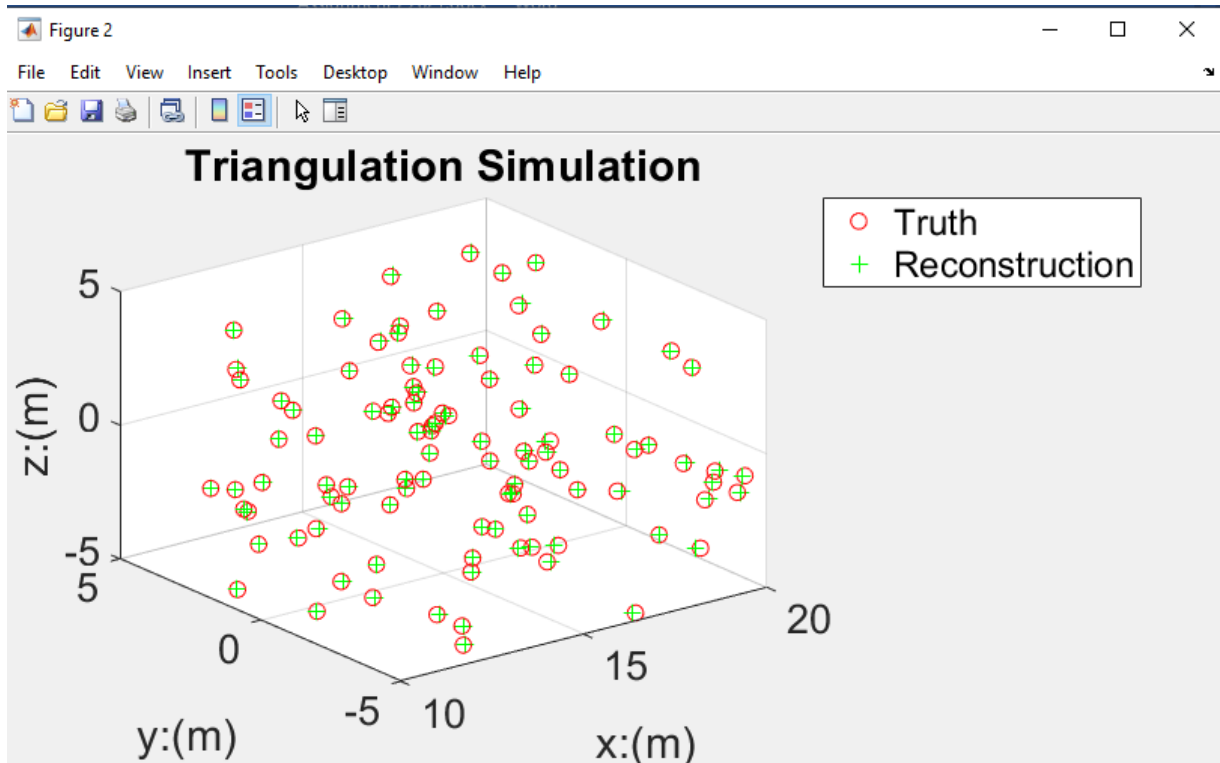 Figure 2
File Edit View Insert Tools Desktop Window Help
Triangulation Simulation
Truth
Reconstruction
5
0
-5
z:(m)
5
0
-5
y:(m)
10
15
20
x:(m)